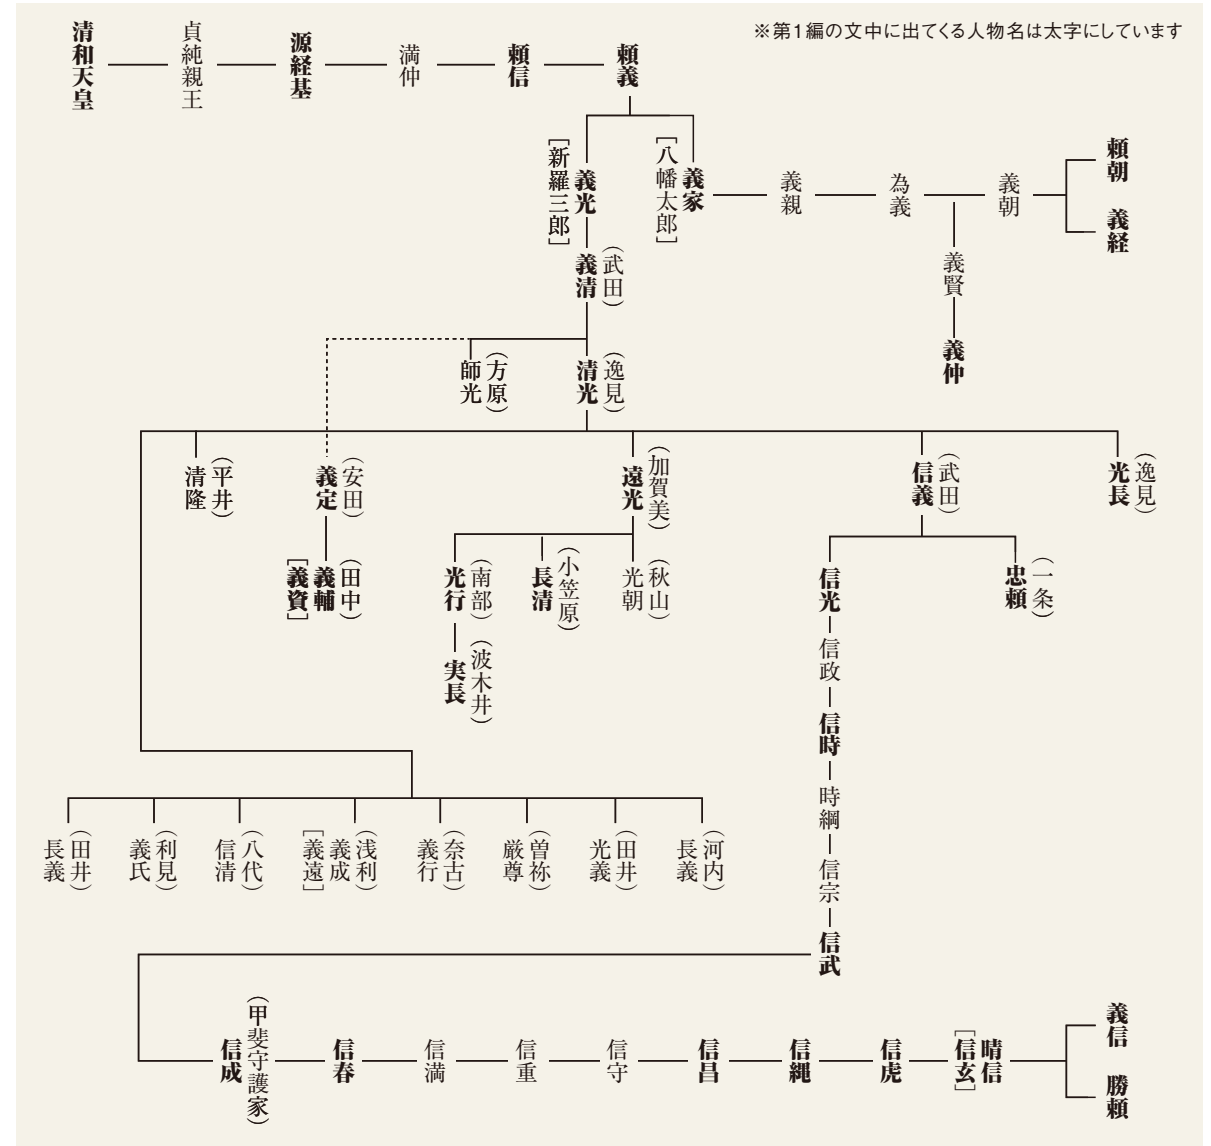 ※第1編の文中に出てくる人物名は太字にしています
清和天皇
貞純親王
源経基
満仲
頼信
頼義
義家
［八幡太郎］
義光
［新羅三郎］
義親
為義
義朝
頼朝
義経
義賢
義仲
（武田）
義清
（逸見）
清光
（方原）
師光
（逸見）
光長
（武田）
信義
（加賀美）
遠光
（安田）
義定
（平井）
清隆
（一条）
忠頼
信光
（秋山）
光朝
（小笠原）
長清
（南部）
光行
（波木井）
実長
（田中）
義輔
［義資］
信政
信時
時綱
信宗
信武
（河内）
長義
（田井）
光義
（曽祢）
厳尊
（奈古）
義行
（浅利）
義成
［義遠］
（八代）
信清
（利見）
義氏
（田井）
長義
（甲斐守護家）
信成
信春
信満
信重
信守
信昌
信縄
信虎
晴信
［信玄］
義信
勝頼